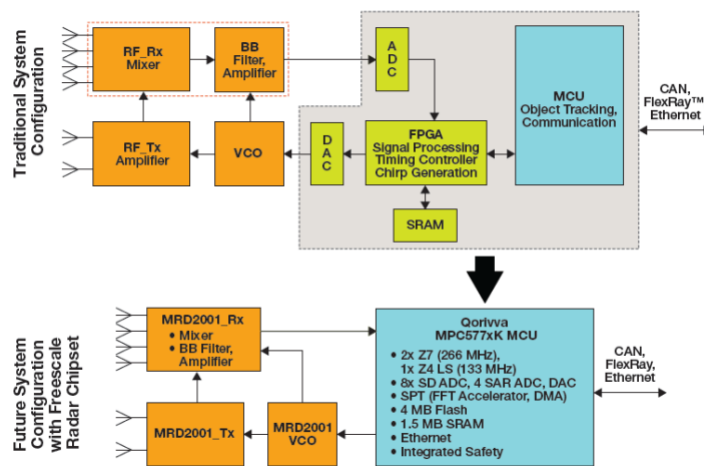 Traditional System
Configuration
RF_Rx
Mixer
BB
Filter,
Amplifier
A
D
C
MCU
Object Tracking,
Communication
CAN,
FlexRay™
Ethernet
RF_Tx
Amplifier
VCO
D
A
C
FPGA
Signal Processing
Timing Controller
Chirp Generation
SRAM
Future System
Configuration
with Freescale
Radar Chipset
MRD2001_Rx
• Mixer
• BB Filter,
Amplifier
MRD2001_Tx
MRD2001
VCO
Qorivva
MPC577xK MCU
• 2x Z7 (266 MHz),
1x Z4 LS (133 MHz)
• 8x SD ADC, 4 SAR ADC, DAC
• SPT (FFT Accelerator, DMA)
• 4 MB Flash
• 1.5 MB SRAM
• Ethernet
• Integrated Safety
CAN,
FlexRay,
Ethernet